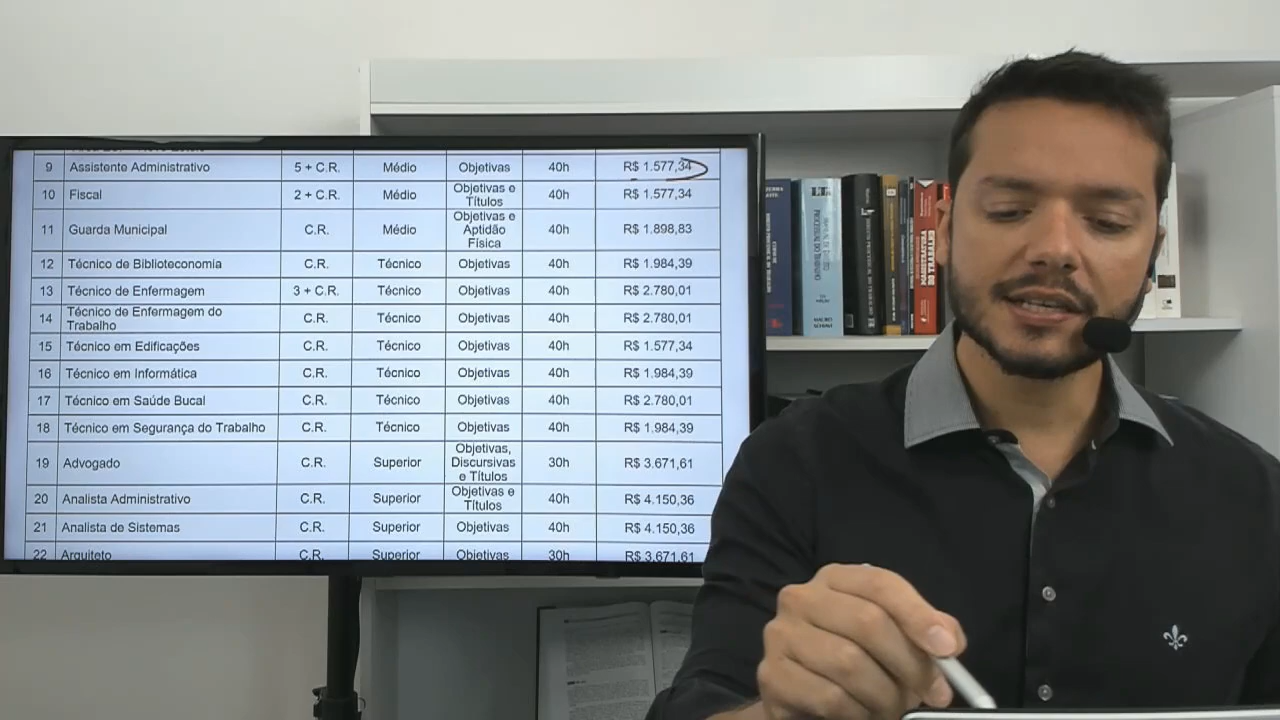 9 Assistente Administrativo 5 + C.R. Médio Objetivas 40h R$ 1.577,34
10 Fiscal 2 + C.R. Médio Objetivas e Títulos 40h R$ 1.577,34
11 Guarda Municipal C.R. Médio Objetivas e Aptidão Física 40h R$ 1.898,83
12 Técnico de Biblioteconomia C.R. Técnico Objetivas 40h R$ 1.984,39
13 Técnico de Enfermagem 3 + C.R. Técnico Objetivas 40h R$ 2.780,01
14 Técnico de Enfermagem do Trabalho C.R. Técnico Objetivas 40h R$ 2.780,01
15 Técnico em Edificações C.R. Técnico Objetivas 40h R$ 1.577,34
16 Técnico em Informática C.R. Técnico Objetivas 40h R$ 1.984,39
17 Técnico em Saúde Bucal C.R. Técnico Objetivas 40h R$ 2.780,01
18 Técnico em Segurança do Trabalho C.R. Técnico Objetivas 40h R$ 1.984,39
19 Advogado C.R. Superior Objetivas, Discursivas e Títulos 30h R$ 3.671,61
20 Analista Administrativo C.R. Superior Objetivas e Títulos 40h R$ 4.150,36
21 Analista de Sistemas C.R. Superior Objetivas 40h R$ 4.150,36
22 Arquiteto C.R. Superior Objetivas 30h R$ 3.671,61